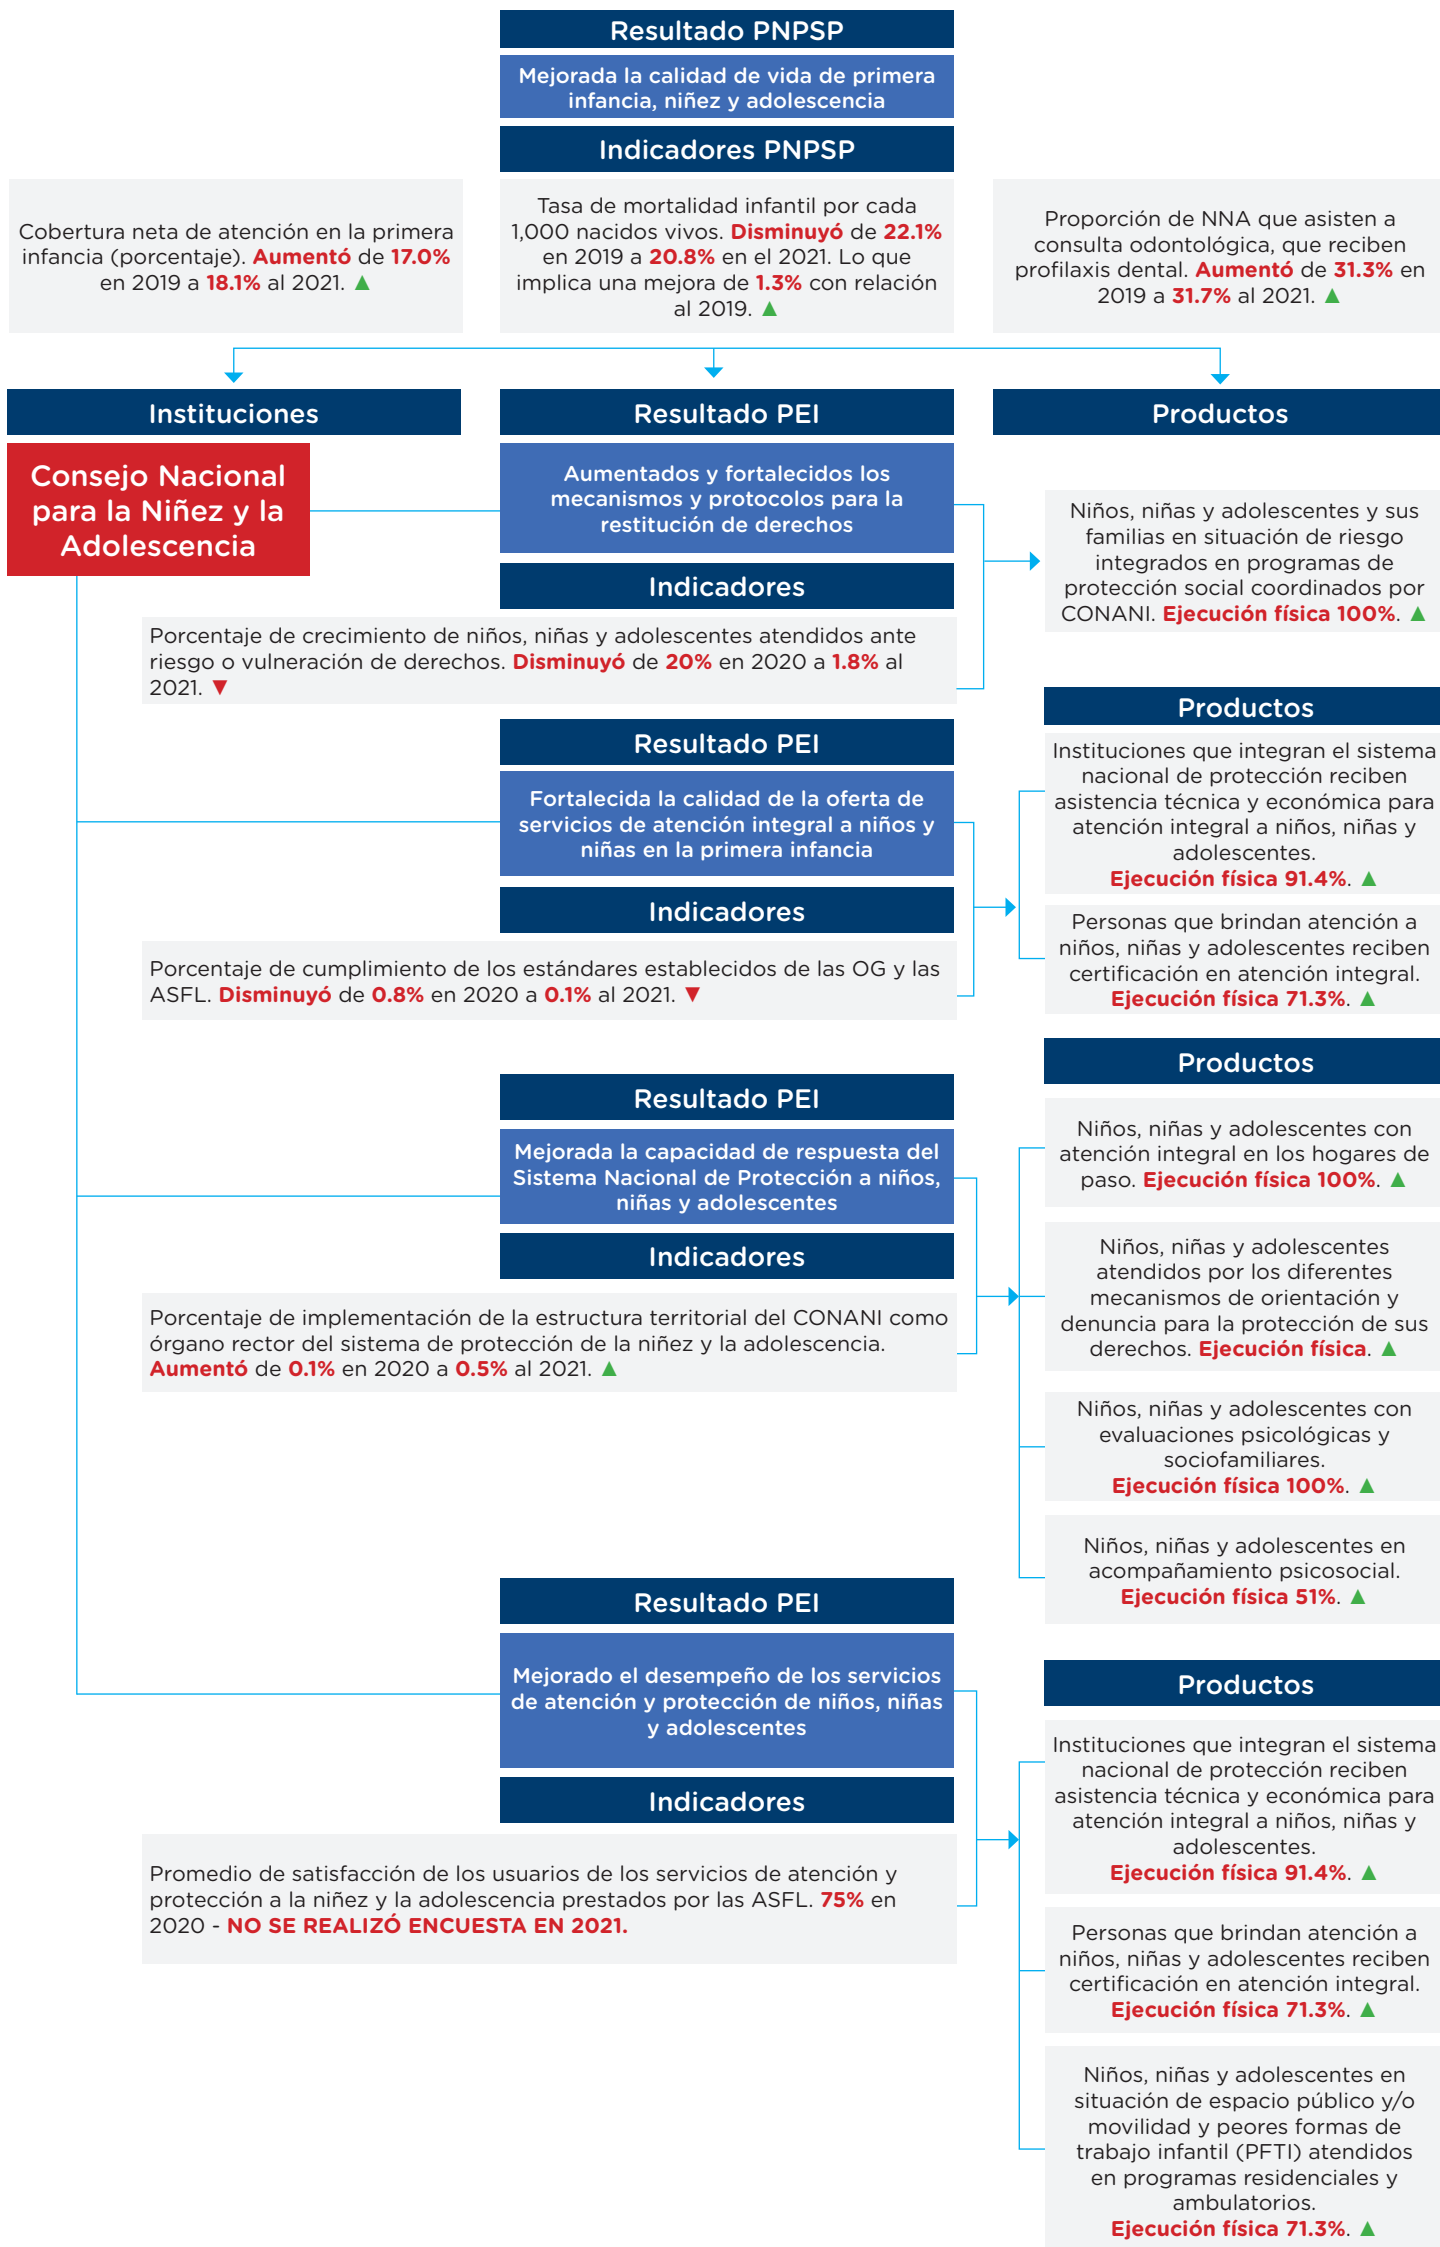 Resultado PNPSP
Mejorada la calidad de vida de primera
infancia, niñez y adolescencia
Indicadores PNPSP
Cobertura neta de atención en la primera
infancia (porcentaje). Aumentó de 17.0%
en 2019 a 18.1% al 2021. ▲
Tasa de mortalidad infantil por cada
1,000 nacidos vivos. Disminuyó de 22.1%
en 2019 a 20.8% en el 2021. Lo que
implica una mejora de 1.3% con relación
al 2019. ▲
Proporción de NNA que asisten a
consulta odontológica, que reciben
profilaxis dental. Aumentó de 31.3% en
2019 a 31.7% al 2021. ▲
Instituciones
Resultado PEI
Productos
Consejo Nacional
para la Niñez y la
Adolescencia
Aumentados y fortalecidos los
mecanismos y protocolos para la
restitución de derechos
Indicadores
Porcentaje de crecimiento de niños, niñas y adolescentes atendidos ante
riesgo o vulneración de derechos. Disminuyó de 20% en 2020 a 1.8% al
2021. ▼
Niños, niñas y adolescentes y sus
familias en situación de riesgo
integrados en programas de
protección social coordinados por
CONANI. Ejecución física 100%. ▲
Resultado PEI
Fortalecida la calidad de la oferta de
servicios de atención integral a niños y
niñas en la primera infancia
Indicadores
Porcentaje de cumplimiento de los estándares establecidos de las OG y las
ASFL. Disminuyó de 0.8% en 2020 a 0.1% al 2021. ▼
Productos
Instituciones que integran el sistema
nacional de protección reciben
asistencia técnica y económica para
atención integral a niños, niñas y
adolescentes.
Ejecución física 91.4%. ▲
Personas que brindan atención a
niños, niñas y adolescentes reciben
certificación en atención integral.
Ejecución física 71.3%. ▲
Resultado PEI
Mejorada la capacidad de respuesta del
Sistema Nacional de Protección a niños,
niñas y adolescentes
Indicadores
Porcentaje de implementación de la estructura territorial del CONANI como
órgano rector del sistema de protección de la niñez y la adolescencia.
Aumentó de 0.1% en 2020 a 0.5% al 2021. ▲
Productos
Niños, niñas y adolescentes con
atención integral en los hogares de
paso. Ejecución física 100%. ▲
Niños, niñas y adolescentes
atendidos por los diferentes
mecanismos de orientación y
denuncia para la protección de sus
derechos. Ejecución física. ▲
Niños, niñas y adolescentes con
evaluaciones psicológicas y
sociofamiliares.
Ejecución física 100%. ▲
Niños, niñas y adolescentes en
acompañamiento psicosocial.
Ejecución física 51%. ▲
Resultado PEI
Mejorado el desempeño de los servicios
de atención y protección de niños, niñas
y adolescentes
Indicadores
Promedio de satisfacción de los usuarios de los servicios de atención y
protección a la niñez y la adolescencia prestados por las ASFL. 75% en
2020 - NO SE REALIZÓ ENCUESTA EN 2021.
Productos
Instituciones que integran el sistema
nacional de protección reciben
asistencia técnica y económica para
atención integral a niños, niñas y
adolescentes.
Ejecución física 91.4%. ▲
Personas que brindan atención a
niños, niñas y adolescentes reciben
certificación en atención integral.
Ejecución física 71.3%. ▲
Niños, niñas y adolescentes en
situación de espacio público y/o
movilidad y peores formas de
trabajo infantil (PFTI) atendidos
en programas residenciales y
ambulatorios.
Ejecución física 71.3%. ▲